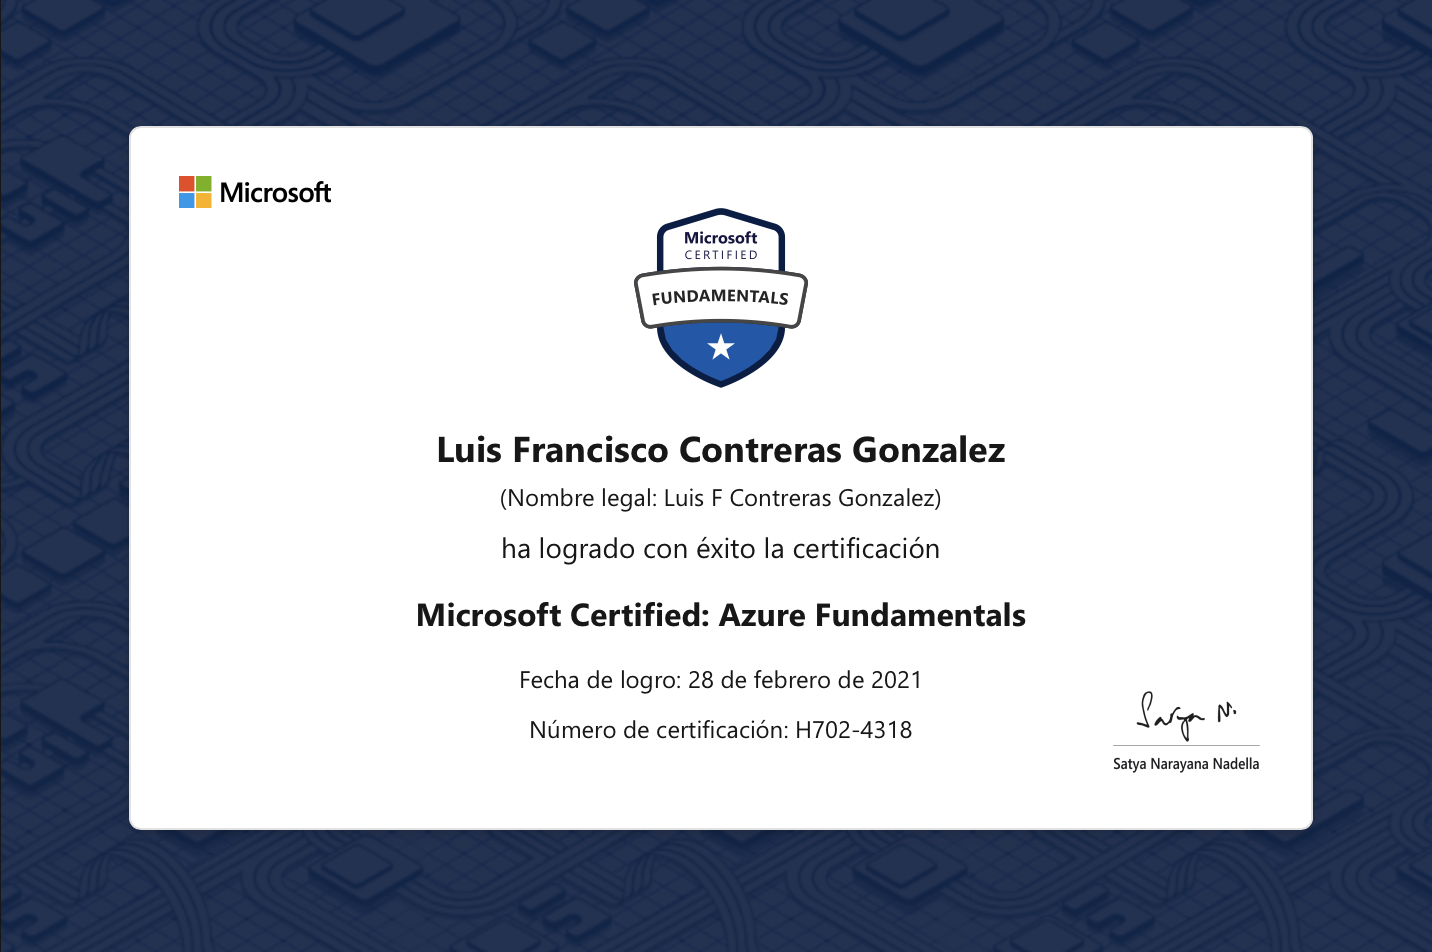 Microsoft
Microsoft
CERTIFIED
FUNDAMENTALS
Luis Francisco Contreras Gonzalez
(Nombre legal: Luis F Contreras Gonzalez)
ha logrado con éxito la certificación
Microsoft Certified: Azure Fundamentals
Fecha de logro: 28 de febrero de 2021
Número de certificación: H702-4318
Satya N.
Satya Narayana Nadella